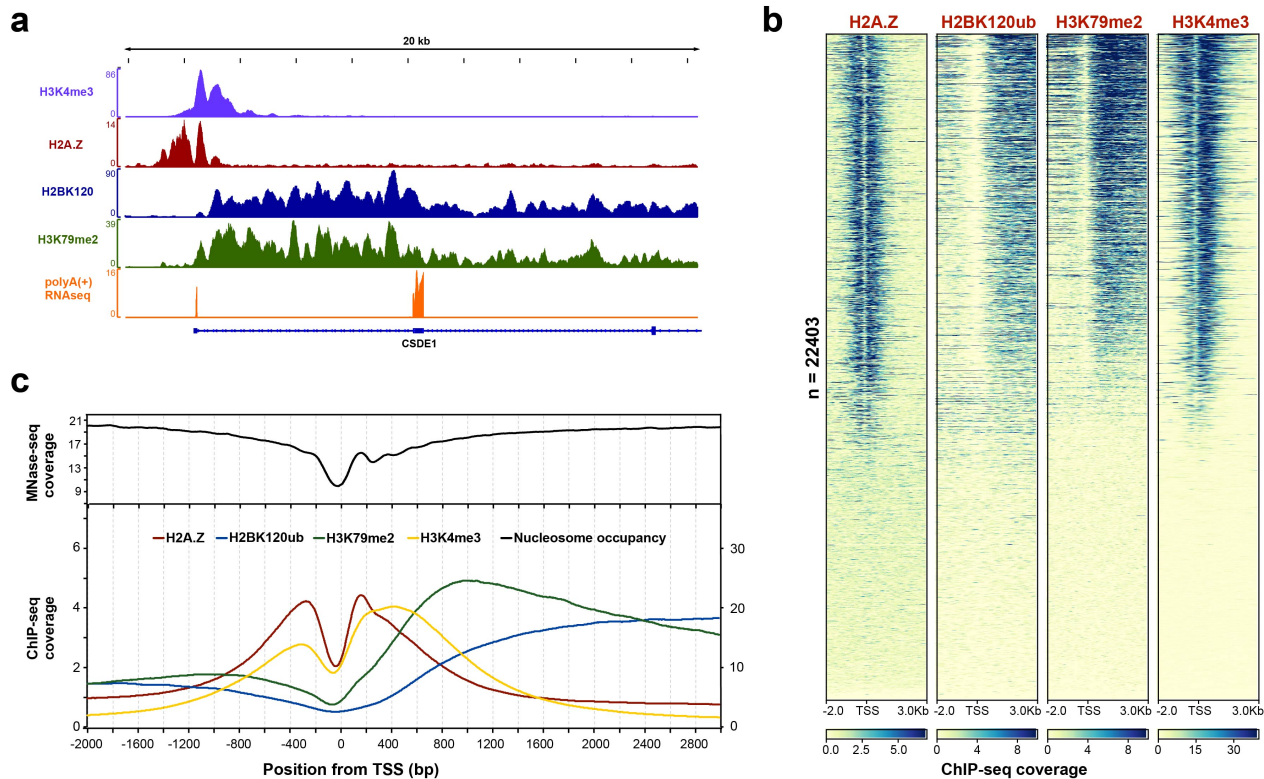 a
20 kb
H3K4me3
86
0
H2A.Z
14
0
H2BK120
90
0
H3K79me2
39
0
polyA(+)
RNAseq
16
0
CSDE1
b
H2A.Z H2BK120ub H3K79me2 H3K4me3
n = 22403
-2.0 TSS 3.0Kb -2.0 TSS 3.0Kb -2.0 TSS 3.0Kb -2.0 TSS 3.0Kb
0.0 2.5 5.0 0 4 8 0 4 8 0 15 30
ChIP-seq coverage
c
MNase-seq
coverage
21
17
13
9
H2A.Z H2BK120ub H3K79me2 H3K4me3 Nucleosome occupancy
ChIP-seq
coverage
6
4
2
0
30
20
10
0
-2000 -1600 -1200 -800 -400 0 400 800 1200 1600 2000 2400 2800
Position from TSS (bp)